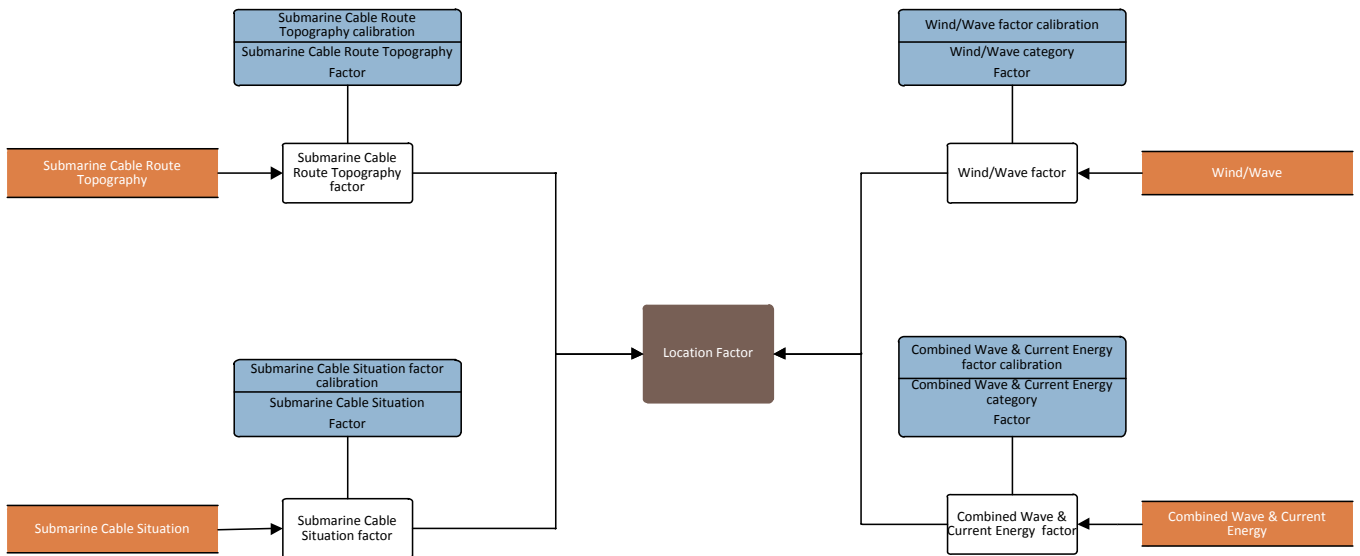 Submarine Cable Route
Topography calibration
Submarine Cable Route Topography
Factor
Wind/Wave factor calibration
Wind/Wave category
Factor
Submarine Cable Route
Topography
Submarine Cable
Route Topography
factor
Wind/Wave factor
Wind/Wave
Location Factor
Submarine Cable Situation factor
calibration
Submarine Cable Situation
Factor
Combined Wave & Current Energy
factor calibration
Combined Wave & Current Energy
category
Factor
Submarine Cable Situation
Submarine Cable
Situation factor
Combined Wave &
Current Energy factor
Combined Wave & Current
Energy